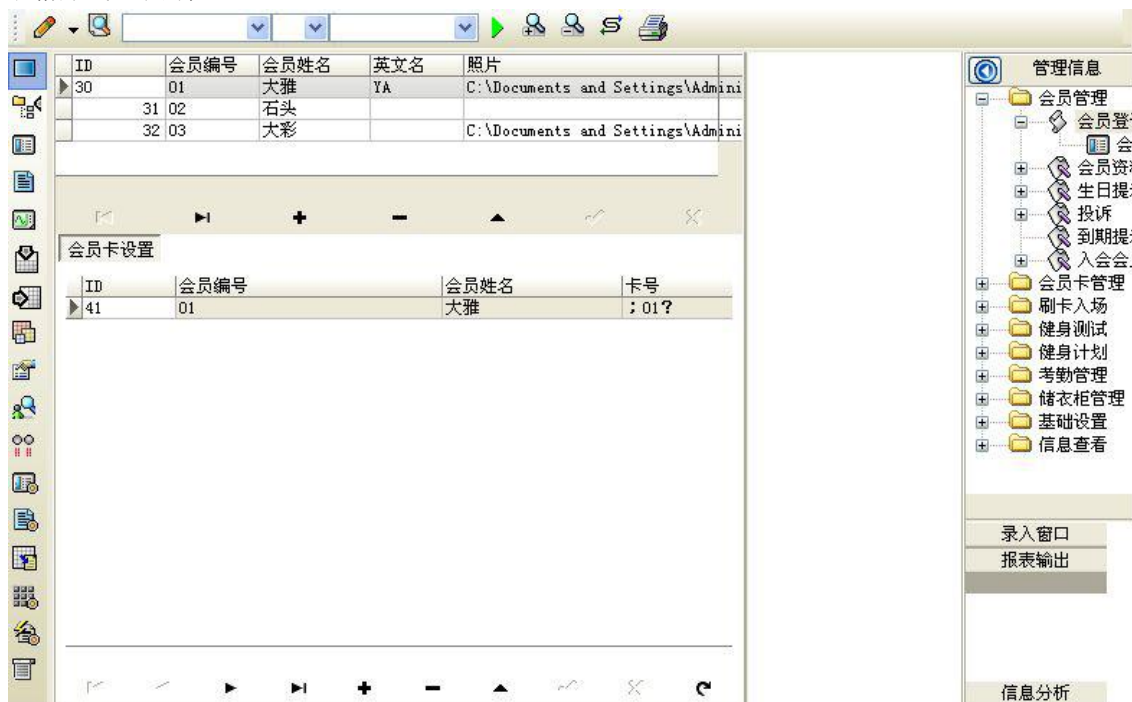 ID 会员编号 会员姓名 英文名 照片
30 01 大雅 YA C:\Documents and Settings\Admini
31 02 石头
32 03 大彩 C:\Documents and Settings\Admini
会员卡设置
ID 会员编号 会员姓名 卡号
41 01 大雅 ;01?
管理信息
会员管理
会员登
会
会员资
生日提
投诉
到期提
入会会
会员卡管理
刷卡入场
健身测试
健身计划
考勤管理
储衣柜管理
基础设置
信息查看
录入窗口
报表输出
信息分析